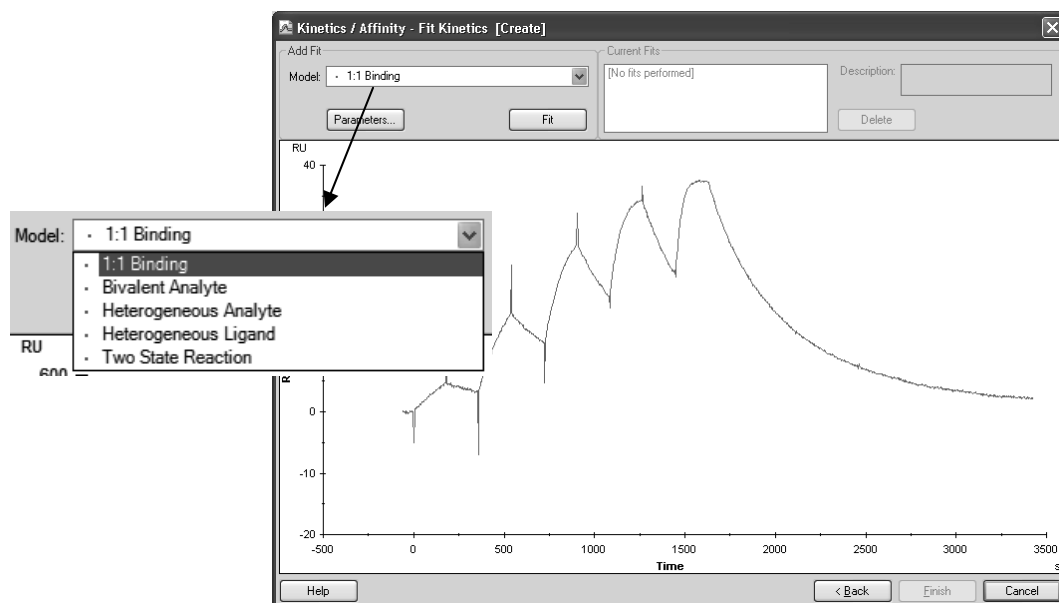 Kinetics / Affinity - Fit Kinetics [Create]
Add Fit
Model: 1:1 Binding
Parameters...
Fit
Current Fits
[No fits performed]
Description:
Delete
RU
40
Model: · 1:1 Binding
· 1:1 Binding
· Bivalent Analyte
· Heterogeneous Analyte
· Heterogeneous Ligand
· Two State Reaction
RU
600
R
0
-10
-20
-500 0 500 1000 1500 2000 2500 3000 3500
Time
s
Help
< Back
Finish
Cancel